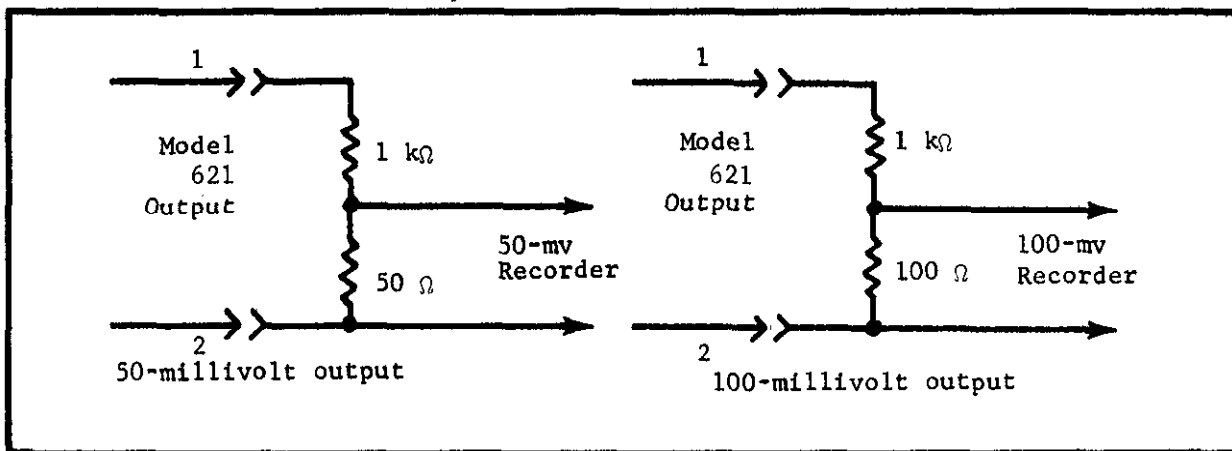 1
Model
621
Output
1 kΩ
50 Ω
50-mv
Recorder
2
50-millivolt output
1
Model
621
Output
1 kΩ
100 Ω
100-mv
Recorder
2
100-millivolt output